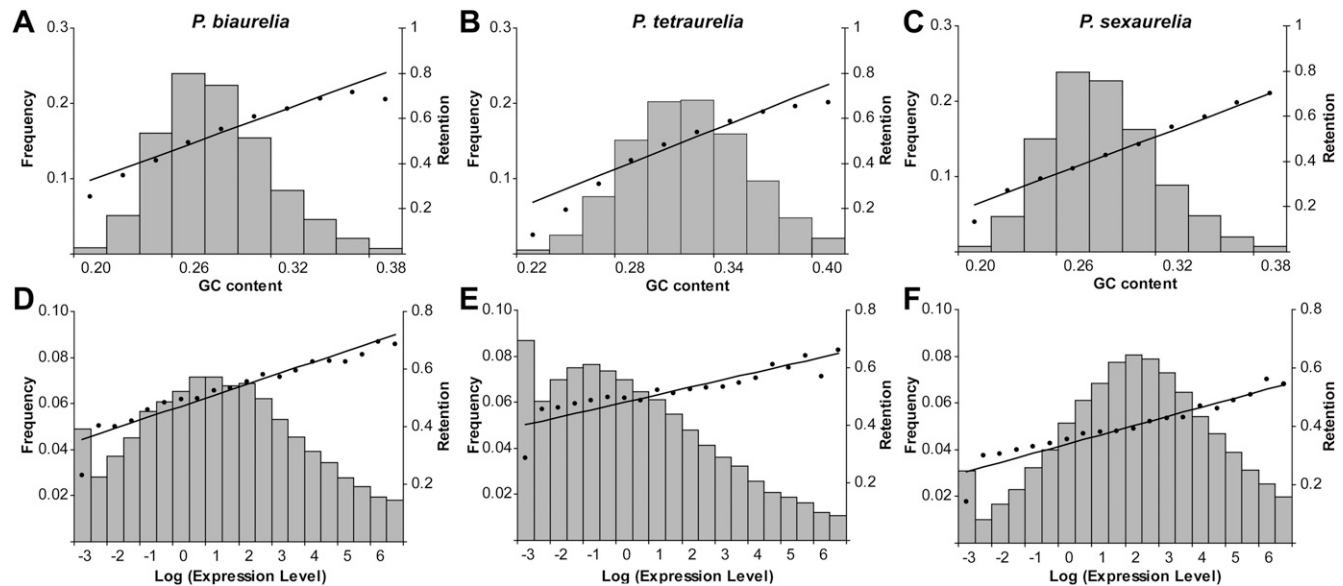 A P. biaurelia B P. tetraurelia C P. sexaurelia
0.3 1 0.3 1 0.3 1
0.8 0.8 0.8
0.2 0.2 0.2
Frequency 0.6 Retention Frequency 0.6 Retention Frequency 0.6 Retention
0.4 0.4 0.4
0.1 0.1 0.1
0.2 0.2 0.2
0.20 0.26 0.32 0.38 0.22 0.28 0.34 0.40 0.20 0.26 0.32 0.38
GC content GC content GC content
D E F
0.10 0.8 0.10 0.8 0.10 0.8
0.08 0.08 0.08
0.6 0.6 0.6
Frequency 0.06 Retention Frequency 0.06 Retention Frequency 0.06 Retention
0.4 0.4 0.4
0.04 0.04 0.04
0.02 0.2 0.02 0.2 0.02 0.2
-3 -2 -1 0 1 2 3 4 5 6 -3 -2 -1 0 1 2 3 4 5 6 -3 -2 -1 0 1 2 3 4 5 6
Log (Expression Level) Log (Expression Level) Log (Expression Level)